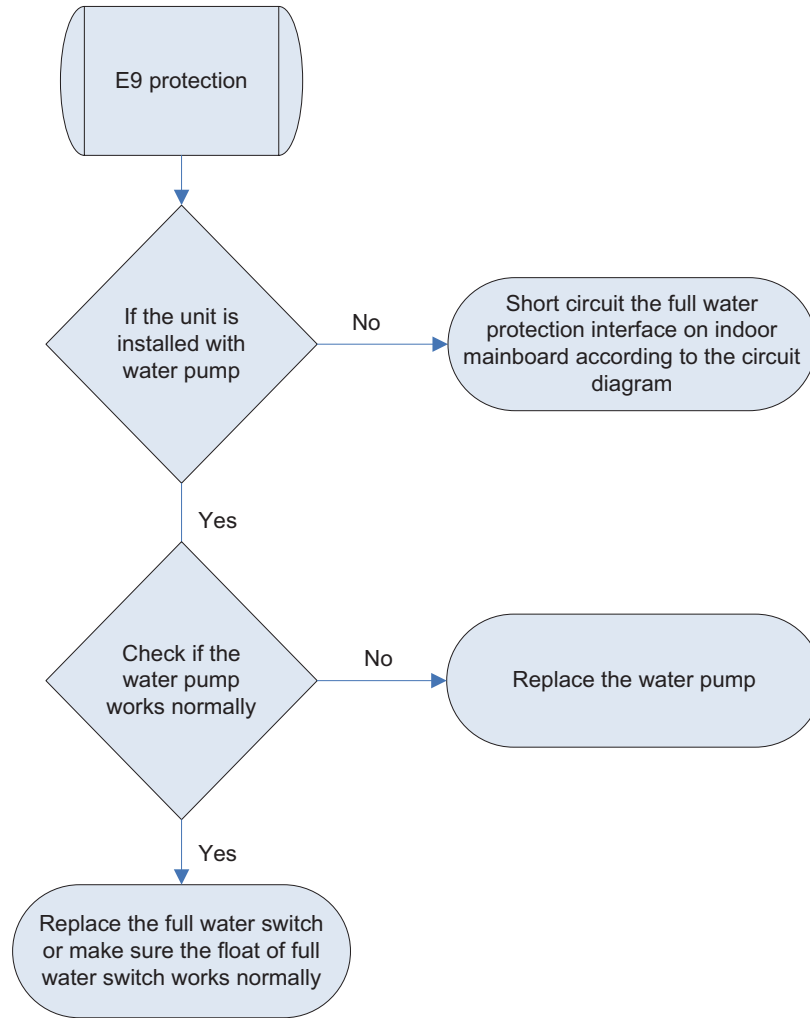 E9 protection
If the unit is
installed with
water pump
No
Short circuit the full water
protection interface on indoor
mainboard according to the circuit
diagram
Yes
Check if the
water pump
works normally
No
Replace the water pump
Yes
Replace the full water switch
or make sure the float of full
water switch works normally